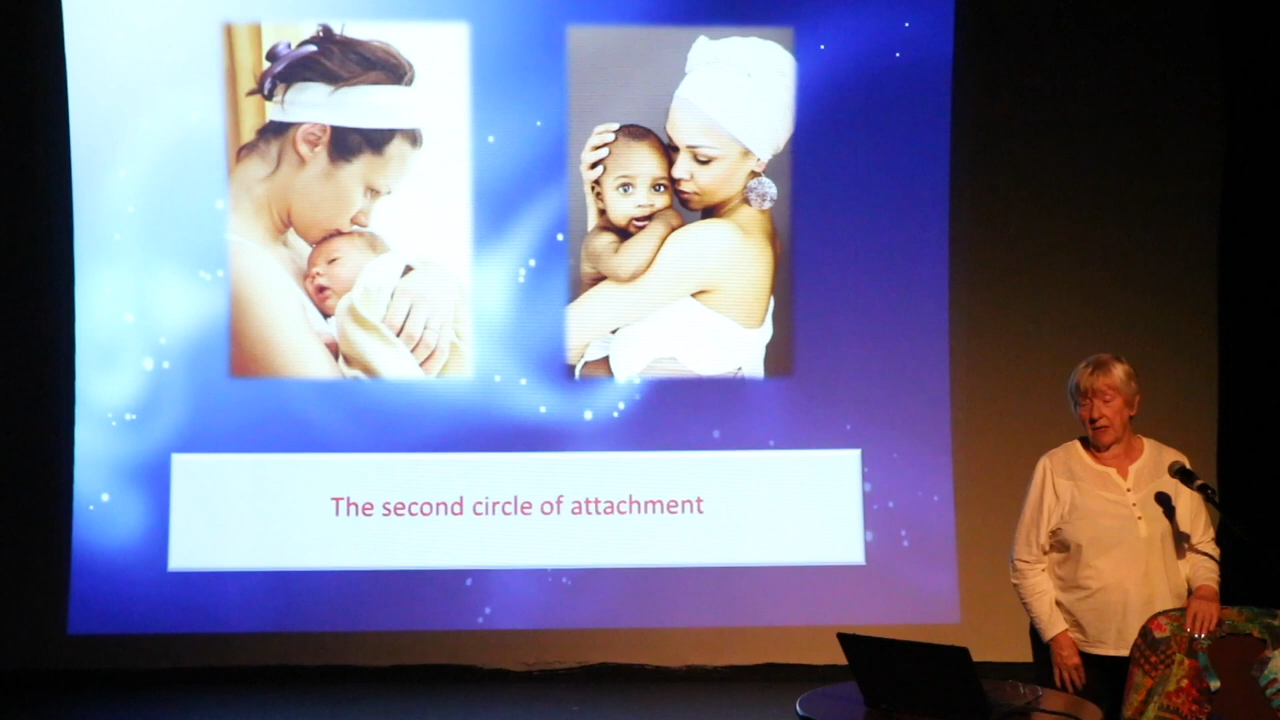 The second circle of attachment